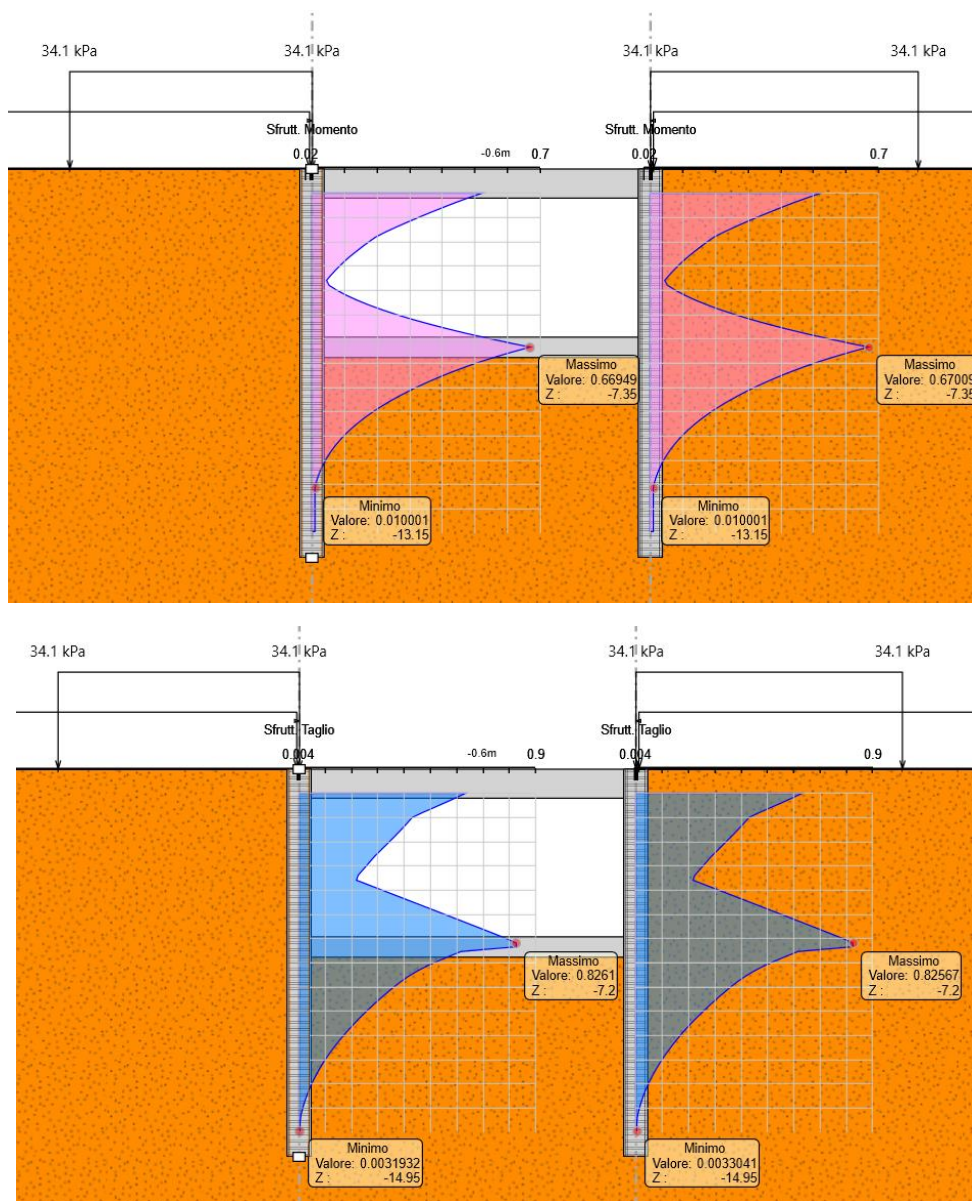 34.1 kPa
34.1 kPa
34.1 kPa
34.1 kPa
Sfrutt. Momento
Sfrutt. Momento
0.02
-0.6m
0.7
0.02
0.7
Massimo
Valore: 0.66949
Z : -7.35
Massimo
Valore: 0.67009
Z : -7.35
Minimo
Valore: 0.010001
Z : -13.15
Minimo
Valore: 0.010001
Z : -13.15
34.1 kPa
34.1 kPa
34.1 kPa
34.1 kPa
Sfrutt. Taglio
Sfrutt. Taglio
0.004
-0.6m
0.9
0.004
0.9
Massimo
Valore: 0.8261
Z : -7.2
Massimo
Valore: 0.82567
Z : -7.2
Minimo
Valore: 0.0031932
Z : -14.95
Minimo
Valore: 0.0033041
Z : -14.95